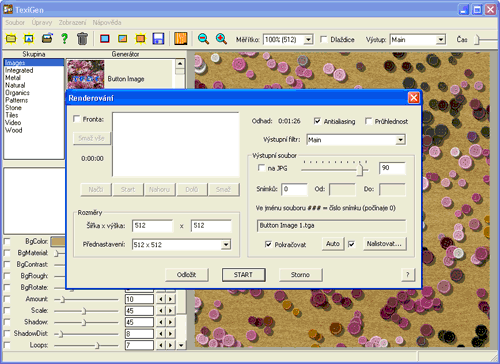 TexiGen
Soubor Úpravy Zobrazení Nápověda
Měřítko: 100% (512) Dlaždice Výstup: Main Čas
Skupina Generátor
Images
Integrated
Metal
Natural
Organics
Patterns
Stone
Tiles
Video
Wood
Button Image
Renderování
Fronta:
Smaž vše
0:00:00
Načti Start Nahoru Dolů Smaž
Rozměry
Šířka x výška: 512 x 512
Přednastavení: 512 x 512
Odhad: 0:01:26 Antialiasing Průhlednost
Výstupní filtr: Main
Výstupní soubor
na JPG 90
Snímků: 0 Od: Do:
Ve jménu souboru ### = číslo snímku (počínaje 0)
Button Image 1.tga
Pokračovat Auto Nalistovat...
Odložit START Storno ?
BgColor:
BgMaterial:
BgContrast:
BgRough:
BgRotate:
Amount: 10
Scale: 45
Shadow: 45
ShadowDist: 8
Loops: 7